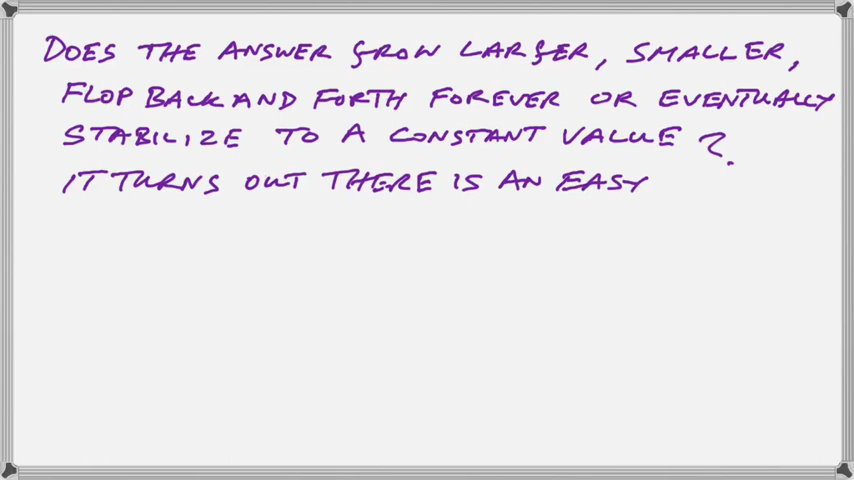 DOES THE ANSWER GROW LARGER, SMALLER,
FLOP BACK AND FORTH FOREVER OR EVENTUALLY
STABILIZE TO A CONSTANT VALUE?
IT TURNS OUT THERE IS AN EASY